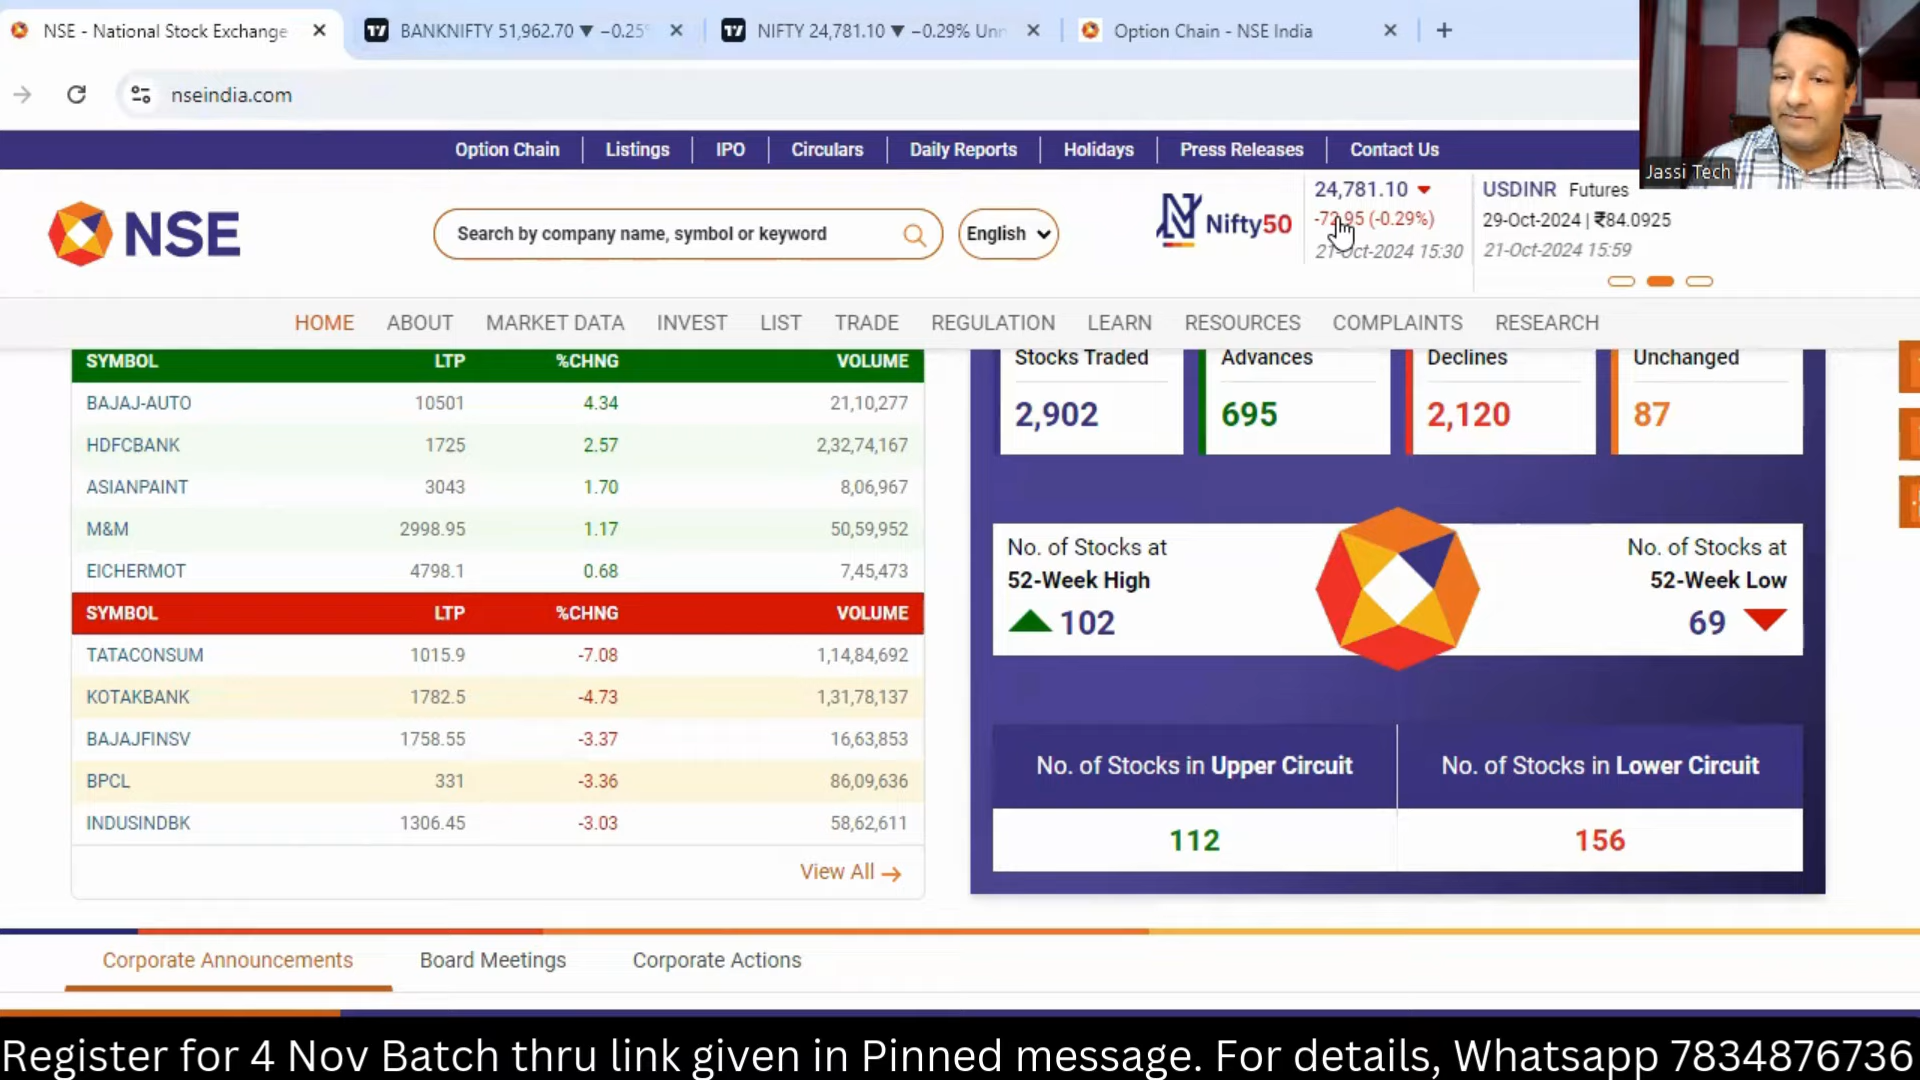 NSE - National Stock Exchange
BANKNIFTY 51,962.70 ▼ −0.25%
NIFTY 24,781.10 ▼ −0.29% Unn
Option Chain - NSE India
nseindia.com
Option Chain
Listings
IPO
Circulars
Daily Reports
Holidays
Press Releases
Contact Us
Jassi Tech
NSE
Search by company name, symbol or keyword
English
Nifty50
24,781.10
-72.95 (-0.29%)
21-Oct-2024 15:30
USDINR Futures
29-Oct-2024 | ₹84.0925
21-Oct-2024 15:59
HOME ABOUT MARKET DATA INVEST LIST TRADE REGULATION LEARN RESOURCES COMPLAINTS RESEARCH
SYMBOL LTP %CHNG VOLUME
BAJAJ-AUTO 10501 4.34 21,10,277
HDFCBANK 1725 2.57 2,32,74,167
ASIANPAINT 3043 1.70 8,06,967
M&M 2998.95 1.17 50,59,952
EICHERMOT 4798.1 0.68 7,45,473
SYMBOL LTP %CHNG VOLUME
TATACONSUM 1015.9 -7.08 1,14,84,692
KOTAKBANK 1782.5 -4.73 1,31,78,137
BAJAJFINSV 1758.55 -3.37 16,63,853
BPCL 331 -3.36 86,09,636
INDUSINDBK 1306.45 -3.03 58,62,611
View All →
Stocks Traded
2,902
Advances
695
Declines
2,120
Unchanged
87
No. of Stocks at
52-Week High
102
No. of Stocks at
52-Week Low
69
No. of Stocks in Upper Circuit
112
No. of Stocks in Lower Circuit
156
Corporate Announcements
Board Meetings
Corporate Actions
Register for 4 Nov Batch thru link given in Pinned message. For details, Whatsapp 7834876736